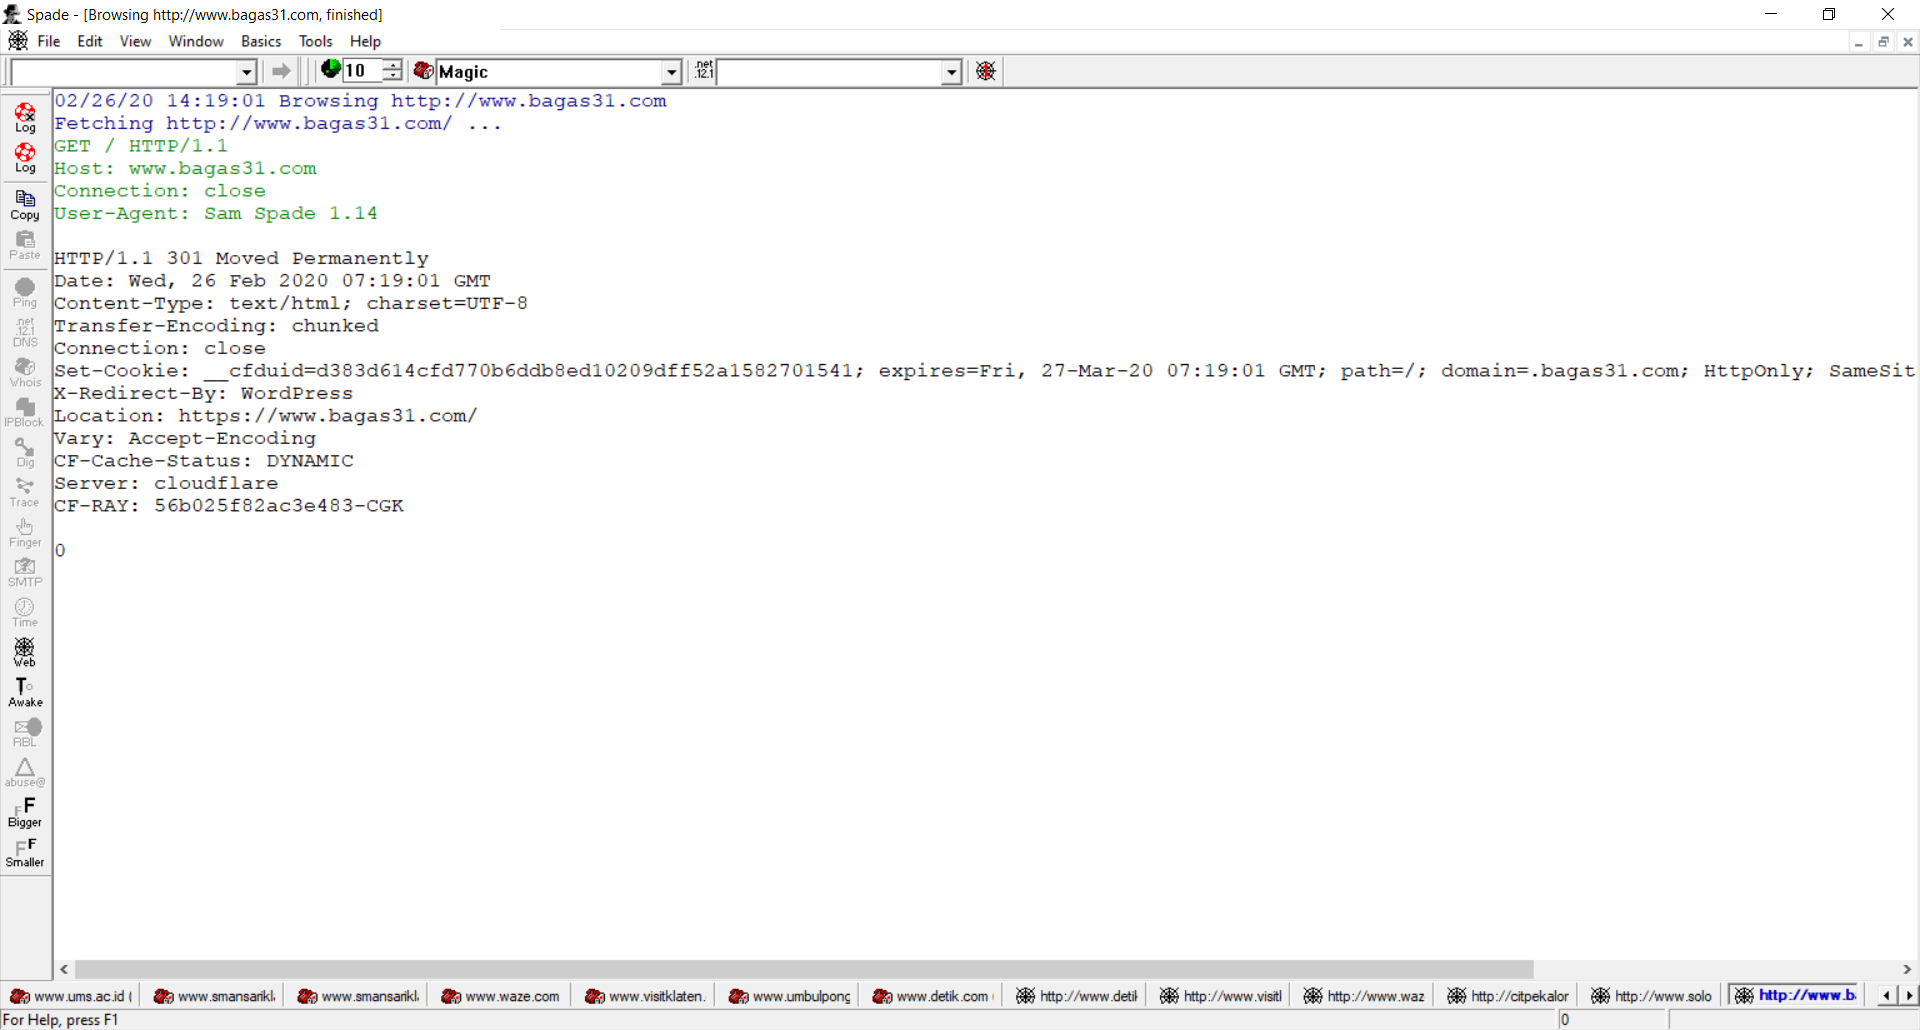 Spade - [Browsing http://www.bagas31.com, finished]
File Edit View Window Basics Tools Help
10 Magic .net .12.1
Log
Log
Copy
Paste
Ping
.net
.12.1
DNS
Whois
IPBlock
Dig
Trace
Finger
SMTP
Time
Web
Awake
RBL
abuse@
Bigger
Smaller
02/26/20 14:19:01 Browsing http://www.bagas31.com
Fetching http://www.bagas31.com/ ...
GET / HTTP/1.1
Host: www.bagas31.com
Connection: close
User-Agent: Sam Spade 1.14
HTTP/1.1 301 Moved Permanently
Date: Wed, 26 Feb 2020 07:19:01 GMT
Content-Type: text/html; charset=UTF-8
Transfer-Encoding: chunked
Connection: close
Set-Cookie: __cfduid=d383d614cfd770b6ddb8ed10209dff52a1582701541; expires=Fri, 27-Mar-20 07:19:01 GMT; path=/; domain=.bagas31.com; HttpOnly; SameSit
X-Redirect-By: WordPress
Location: https://www.bagas31.com/
Vary: Accept-Encoding
CF-Cache-Status: DYNAMIC
Server: cloudflare
CF-RAY: 56b025f82ac3e483-CGK
0
www.ums.ac.id ( www.smansarikl www.smansarikl www.waze.com www.visitklaten. www.umbulpong www.detik.com http://www.detil http://www.visitl http://www.waz http://citpekalor http://www.solo http://www.b
For Help, press F1 0